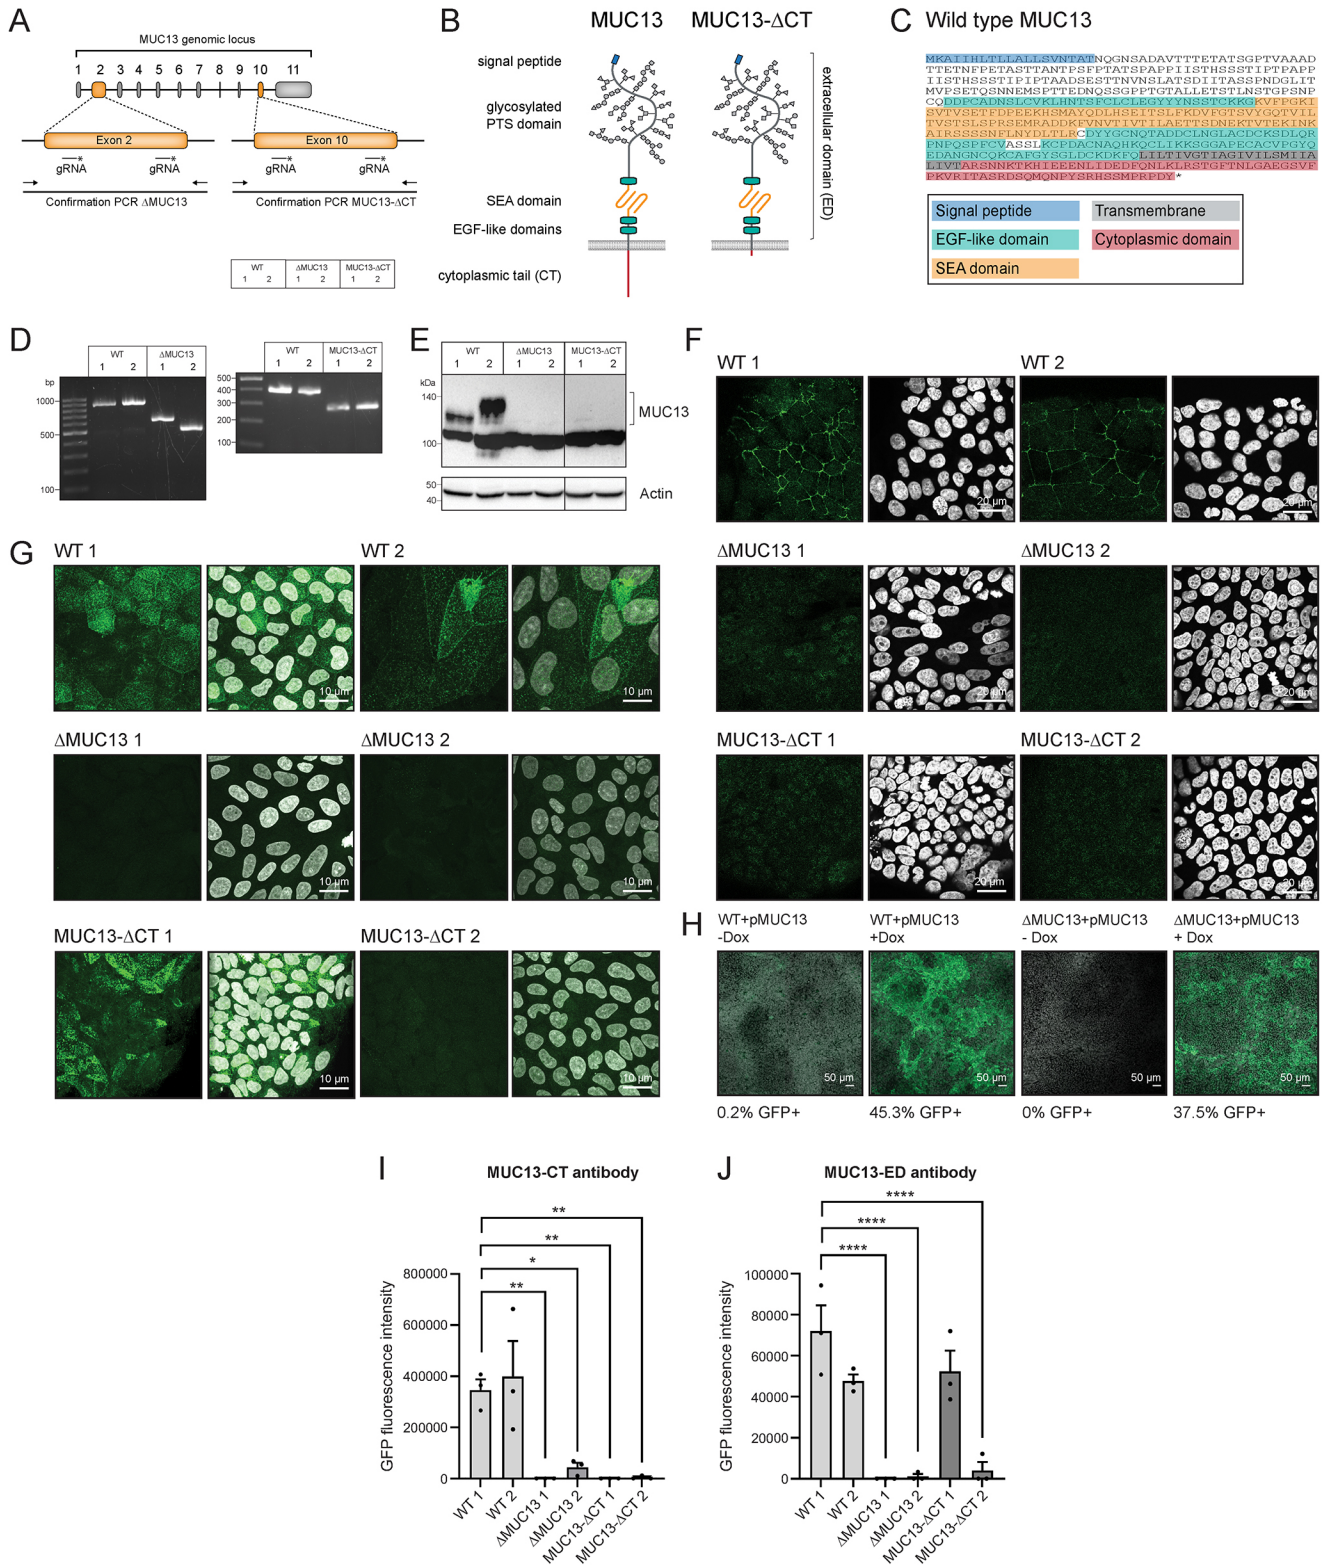 A
MUC13 genomic locus
1 2 3 4 5 6 7 8 9 10 11
Exon 2
Exon 10
gRNA
gRNA
gRNA
gRNA
Confirmation PCR ΔMUC13
Confirmation PCR MUC13-ΔCT
WT ΔMUC13 MUC13-ΔCT
1 2 1 2 1 2
B
MUC13
MUC13-ΔCT
signal peptide
glycosylated
PTS domain
SEA domain
EGF-like domains
cytoplasmic tail (CT)
extracellular domain (ED)
C
Wild type MUC13
MKAIIHLTLLALLSVNTATNQGNSADAVTTTETATSGPTVAAAD
TTETNFPETASTTANTPSFPTATSPAPPIISTHSSSTIPTPAPP
IISTHSSSTIPIPTAADSESTTNVNSLATSDIITASSPNDGLIT
MVPSETQSNNEMSPTTEDNQSSGPPTGTALLETSTLNSTGPSNP
CQDDPCADNSLCVKLHNTSFCLCLEGYYYNSSTCKKGKVFPGKI
SVTVSETFDPEEKHSMAYQDLHSEITSLFKDVFGTSVYGQTVIL
TVSTSLSPRSEMRADDKFVNVTIVTILAETTSDNEKTVTEKINK
AIRSSSSNFLNYDLTLRCDYYGCNQTADDCLNGLACDCKSDLQR
PNPQSPFCVASSLKCPDACNAQHKQCLIKKSGGAPECACVPGYQ
EDANGNCQKCAFGYSGLDCKDKFQLILTIVGTIAGIVILSMIIA
LIVTARSNNKTKHIEEENLIDEDFQNLKLRSTGFTNLGAEGSVF
PKVRITASRDSQMQNPYSRHSSMPRPDY *
Signal peptide
Transmembrane
EGF-like domain
Cytoplasmic domain
SEA domain
D
WT ΔMUC13
1 2 1 2
bp
1000
500
100
WT MUC13-ΔCT
1 2 1 2
500
400
300
200
100
E
WT ΔMUC13 MUC13-ΔCT
1 2 1 2 1 2
kDa
140
100
50
40
MUC13
Actin
F
WT 1
WT 2
20 µm
20 µm
ΔMUC13 1
ΔMUC13 2
20 µm
20 µm
MUC13-ΔCT 1
MUC13-ΔCT 2
20 µm
20 µm
G
WT 1
WT 2
10 µm
10 µm
ΔMUC13 1
ΔMUC13 2
10 µm
10 µm
MUC13-ΔCT 1
MUC13-ΔCT 2
10 µm
10 µm
H
WT+pMUC13
-Dox
WT+pMUC13
+Dox
ΔMUC13+pMUC13
- Dox
ΔMUC13+pMUC13
+ Dox
50 µm
50 µm
50 µm
50 µm
0.2% GFP+
45.3% GFP+
0% GFP+
37.5% GFP+
I
MUC13-CT antibody
**
**
*
**
GFP fluorescence intensity
800000
600000
400000
200000
0
WT 1
WT 2
ΔMUC13 1
ΔMUC13 2
MUC13-ΔCT 1
MUC13-ΔCT 2
J
MUC13-ED antibody
****
****
****
GFP fluorescence intensity
100000
80000
60000
40000
20000
0
WT 1
WT 2
ΔMUC13 1
ΔMUC13 2
MUC13-ΔCT 1
MUC13-ΔCT 2